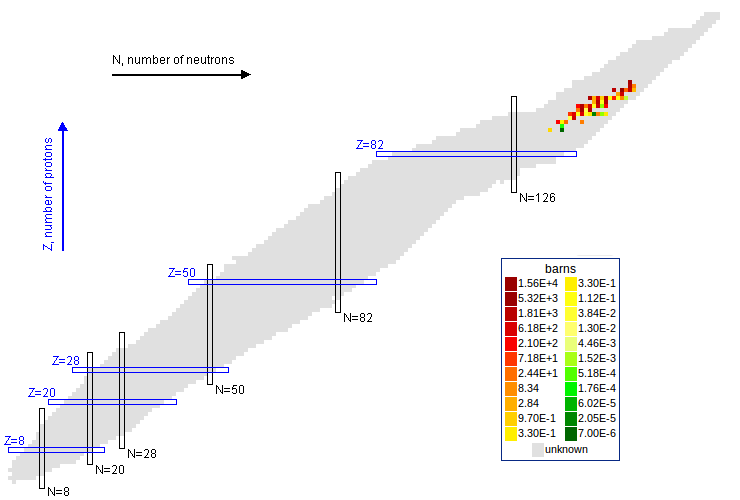 N, number of neutrons
Z, number of protons
Z=82
N=126
Z=50
N=82
Z=28
N=50
Z=20
N=28
Z=8
N=20
N=8
barns
1.56E+4 3.30E-1
5.32E+3 1.12E-1
1.81E+3 3.84E-2
6.18E+2 1.30E-2
2.10E+2 4.46E-3
7.18E+1 1.52E-3
2.44E+1 5.18E-4
8.34 1.76E-4
2.84 6.02E-5
9.70E-1 2.05E-5
3.30E-1 7.00E-6
unknown